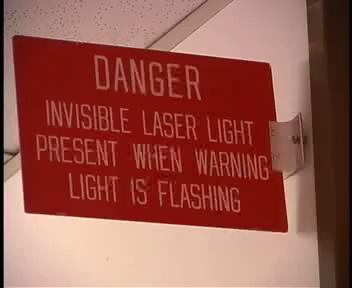 DANGER
INVISIBLE LASER LIGHT
PRESENT WHEN WARNING
LIGHT IS FLASHING